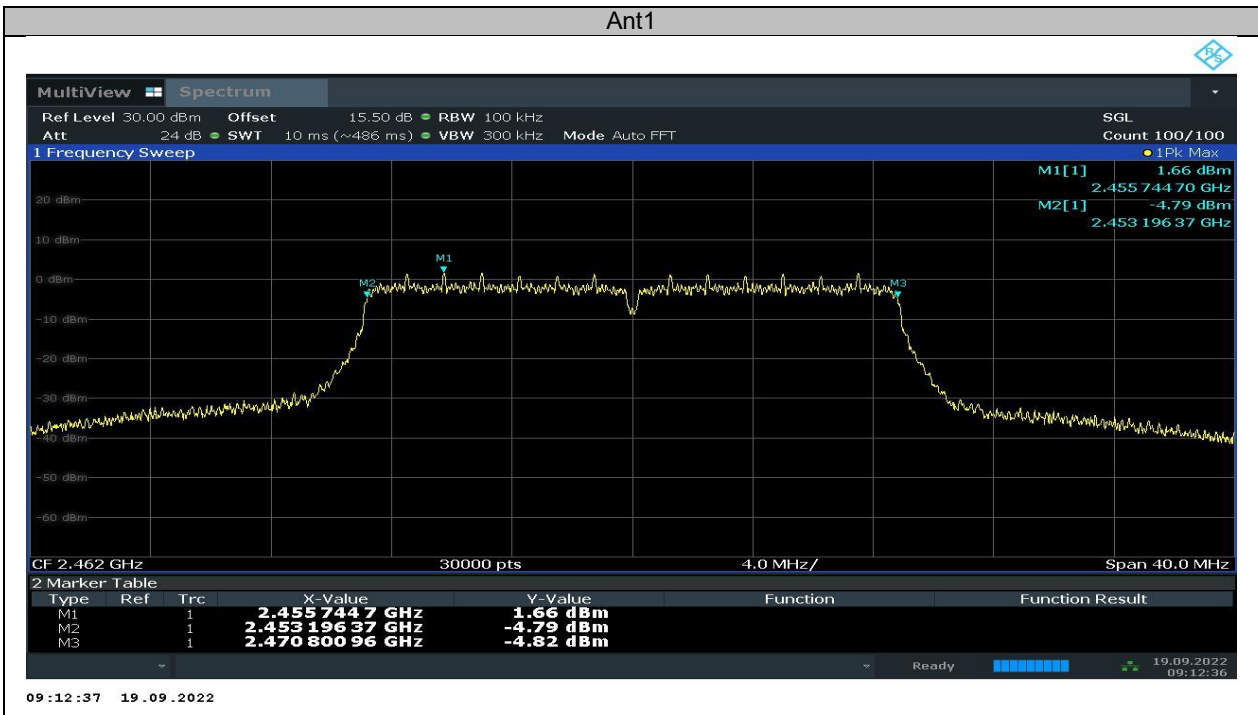 Ant1
R/S
MultiView Spectrum
Ref Level 30.00 dBm Offset 15.50 dB RBW 100 kHz SGL
Att 24 dB SWT 10 ms (~486 ms) VBW 300 kHz Mode Auto FFT Count 100/100
1 Frequency Sweep 1Pk Max
M1[1] 1.66 dBm
2.455 744 70 GHz
20 dBm
M2[1] -4.79 dBm
2.453 196 37 GHz
10 dBm
M1
0 dBm
M2 M3
-10 dBm
-20 dBm
-30 dBm
-40 dBm
-50 dBm
-60 dBm
CF 2.462 GHz 30000 pts 4.0 MHz/ Span 40.0 MHz
2 Marker Table
Type Ref Trc X-Value Y-Value Function Function Result
M1 1 2.455 744 7 GHz 1.66 dBm
M2 1 2.453 196 37 GHz -4.79 dBm
M3 1 2.470 800 96 GHz -4.82 dBm
Ready 19.09.2022
09:12:36
09:12:37 19.09.2022